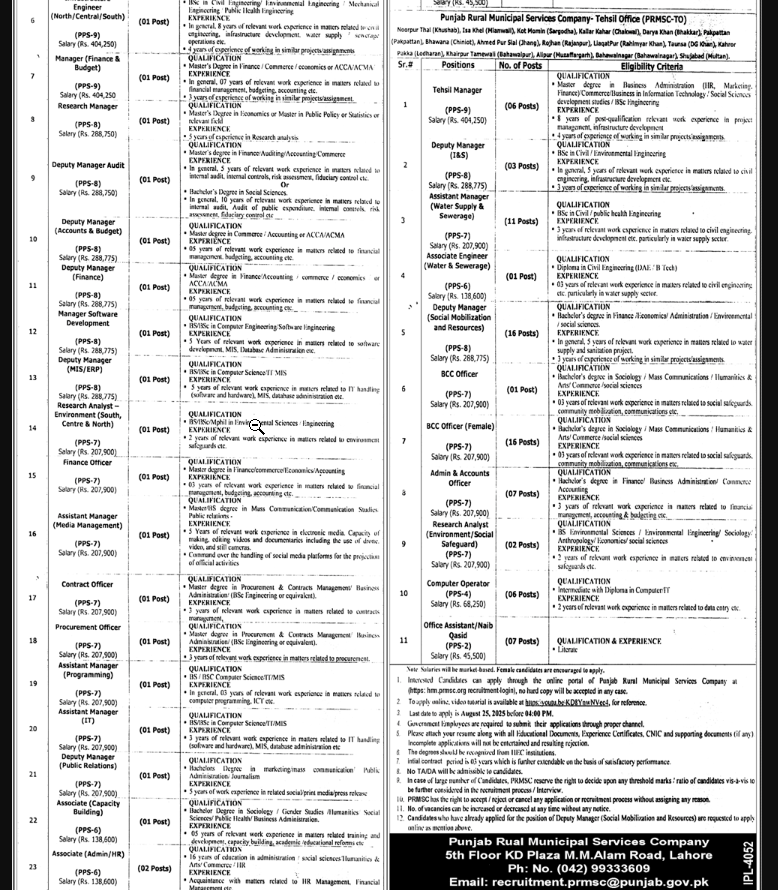 6
Engineer
(North/Central/South)
(PPS-9)
Salary (Rs. 404,250)
(01 Post)
BSc in Civil Engineering / Mechanical Engineering / Public Health Engineering
EXPERIENCE
• In general, 8 years of relevant work experience in matters related to civil engineering, infrastructure development, water supply / sewerage operations etc.
• 4 years of experience of working in similar projects/assignments
7
Manager (Finance & Budget)
(PPS-9)
Salary (Rs. 404,250
(01 Post)
QUALIFICATION
• Master's Degree in Finance / Commerce / economics or ACCA/ACMA
EXPERIENCE
• In general, 07 years of relevant work experience in matters related to financial management, budgeting, accounting etc.
• 3 years of experience of working in similar projects/assignment.
8
Research Manager
(PPS-8)
Salary (Rs. 288,750)
(01 Post)
QUALIFICATION
• Master's Degree in Economics or Master in Public Policy or Statistics or relevant field
EXPERIENCE
• 5 years of experience in Research analysis
9
Deputy Manager Audit
(PPS-8)
Salary (Rs. 288,750)
(01 Post)
QUALIFICATION
• Master's degree in Finance/Auditing/Accounting/Commerce
EXPERIENCE
• In general, 5 years of relevant work experience in matters related to internal audit, internal controls, risk assessment, fiduciary control etc.
Or
• Bachelor's Degree in Social Sciences.
• In general, 10 years of relevant work experience in matters related to internal audit, Audit of public expenditure, internal controls, risk assessment, fiduciary control etc
10
Deputy Manager
(Accounts & Budget)
(PPS-8)
Salary (Rs. 288,775)
(01 Post)
QUALIFICATION
• Master degree in Commerce / Accounting or ACCA/ACMA
EXPERIENCE
• 05 years of relevant work experience in matters related to financial management, budgeting, accounting etc.
11
Deputy Manager
(Finance)
(PPS-8)
Salary (Rs. 288,775)
(01 Post)
QUALIFICATION
• Master degree in Finance/Accounting / commerce / economics or ACCA/ACMA
EXPERIENCE
• 05 years of relevant work experience in matters related to financial management, budgeting, accounting etc.
12
Manager Software
Development
(PPS-8)
Salary (Rs. 288,775)
(01 Post)
QUALIFICATION
• BS/BSc in Computer Engineering/Software Engineering
EXPERIENCE
• 5 Years of relevant work experience in matters related to software development, MIS, Database Administration etc.
13
Deputy Manager
(MIS/ERP)
(PPS-8)
Salary (Rs. 288,775)
(01 Post)
QUALIFICATION
• BS/BSc in Computer Science/IT/MIS
EXPERIENCE
• 5 years of relevant work experience in matters related to IT handling (software and hardware), MIS, database administration etc.
14
Research Analyst –
Environment (South,
Centre & North)
(PPS-7)
Salary (Rs. 207,900)
(01 Post)
QUALIFICATION
• BS/BSc/Mphil in Sciences / Engineering
EXPERIENCE
• 2 years of relevant work experience in matters related to environment safeguards etc.
15
Finance Officer
(PPS-7)
Salary (Rs. 207,900)
(01 Post)
QUALIFICATION
• Master degree in Finance/commerce/Economics/Accounting
EXPERIENCE
• 03 years of relevant work experience in matters related to financial management, budgeting, accounting etc.
16
Assistant Manager
(Media Management)
(PPS-7)
Salary (Rs. 207,900)
(01 Post)
QUALIFICATION
• Master/BS degree in Mass Communication/Communication Studies Public relations
EXPERIENCE
• 5 Years of relevant work experience in electronic media. Capacity of making, editing videos and documentaries including the use of drone, video, and still cameras.
• Command over the handling of social media platforms for the projection of official activities
17
Contract Officer
(PPS-7)
Salary (Rs. 207,900)
(01 Post)
QUALIFICATION
• Master degree in Procurement & Contracts Management/ Business Administration/ (BSc Engineering or equivalent).
EXPERIENCE
• 3 years of relevant work experience in matters related to contracts management,
18
Procurement Officer
(PPS-7)
Salary (Rs. 207,900)
(01 Post)
QUALIFICATION
• Master degree in Procurement & Contracts Management/ Business Administration/ (BSc Engineering or equivalent).
EXPERIENCE
• 3 years of relevant work experience in matters related to procurement.
19
Assistant Manager
(Programming)
(PPS-7)
Salary (Rs. 207,900)
(01 Post)
QUALIFICATION
• BS / BSC Computer Science/IT/MIS
EXPERIENCE
• In general, 03 years of relevant work experience in matters related to computer programming, ICT etc.
20
Assistant Manager
(IT)
(PPS-7)
Salary (Rs. 207,900)
(01 Post)
QUALIFICATION
• BS/BSc in Computer Science/IT/MIS
EXPERIENCE
• 3 years of relevant work experience in matters related to IT handling (software and hardware), MIS, database administration etc
21
Deputy Manager
(Public Relations)
(PPS-7)
Salary (Rs. 207,900)
(01 Post)
QUALIFICATION
• Bachelors Degree in marketing/mass communication/ Public Administration/ Journalism
EXPERIENCE
• 5 years of work experience in related social/print media/press release
22
Associate (Capacity
Building)
(PPS-6)
Salary (Rs. 138,600)
(01 Post)
QUALIFICATION
• Bachelor Degree in Sociology / Gender Studies /Humanities Social Sciences/ Public Health/ Business Administration.
EXPERIENCE
• 05 years of relevant work experience in matters related training and development, capacity building, academic /educational reforms etc
23
Associate (Admin/HR)
(PPS-6)
Salary (Rs. 138,600)
(02 Posts)
QUALIFICATION
• 16 years of education in administration / social sciences/Humanities & Arts/ Commerce / HR
EXPERIENCE
• Acquaintance with matters related to HR Management, Financial Management etc.
Salary (Rs. 45,500)
Punjab Rural Municipal Services Company- Tehsil Office (PRMSC-TO)
Noorpur Thal (Khushab), Isa Khel (Mianwali), Kot Momin (Sargodha), Kallar Kahar (Chakwal), Darya Khan (Bhakkar), Pakpattan
(Pakpattan), Bhawana (Chiniot), Ahmed Pur Sial (Jhang), Rojhan (Rajanpur), LiaqatPur (Rahimyar Khan), Taunsa (DG Khan), Kahror
Pukka (Lodharan), Khairpur Tamewali (Bahawalpur), Alipur (Muzaffargarh), Bahawalnagar (Bahawalnagar), Shujabad (Multan).
Sr.# Positions No. of Posts Eligibility Criteria
1
Tehsil Manager
(PPS-9)
Salary (Rs. 404,250)
(06 Posts)
QUALIFICATION
• Master degree in Business Administration (HR, Marketing, Finance)/Commerce/Business in Information Technology / Social Sciences development studies / BSc Engineering
EXPERIENCE
• 8 years of post-qualification relevant work experience in project management, infrastructure development
• 4 years of experience of working in similar projects/assignments.
2
Deputy Manager
(I&S)
(PPS-8)
Salary (Rs. 288,775)
(03 Posts)
QUALIFICATION
• BSc in Civil / Environmental Engineering
EXPERIENCE
• In general, 5 years of relevant work experience in matters related to civil engineering, infrastructure development etc.
• 3 years of experience of working in similar projects/assignments.
3
Assistant Manager
(Water Supply &
Sewerage)
(PPS-7)
Salary (Rs. 207,900)
(11 Posts)
QUALIFICATION
• BSc in Civil / public health Engineering
EXPERIENCE
• 3 years of relevant work experience in matters related to civil engineering, infrastructure development etc. particularly in water supply sector.
4
Associate Engineer
(Water & Sewerage)
(PPS-6)
Salary (Rs. 138,600)
(01 Post)
QUALIFICATION
• Diploma in Civil Engineering (DAE / B Tech)
EXPERIENCE
• 03 years of relevant work experience in matters related to civil engineering etc. particularly in water supply sector.
5
Deputy Manager
(Social Mobilization
and Resources)
(PPS-8)
Salary (Rs. 288,775)
(16 Posts)
QUALIFICATION
• Bachelor's degree in Finance /Economics/ Administration / Environmental / social sciences.
EXPERIENCE
• In general, 5 years of relevant work experience in matters related to water supply and sanitation project.
• 3 years of experience of working in similar projects/assignments.
6
BCC Officer
(PPS-7)
Salary (Rs. 207,900)
(01 Post)
QUALIFICATION
• Bachelor's degree in Sociology / Mass Communications / Humanities & Arts/ Commerce /social sciences
EXPERIENCE
• 03 years of relevant work experience in matters related to social safeguards, community mobilization, communications etc.
7
BCC Officer (Female)
(PPS-7)
Salary (Rs. 207,900)
(16 Posts)
QUALIFICATION
• Bachelor's degree in Sociology / Mass Communications / Humanities & Arts/ Commerce /social sciences
EXPERIENCE
• 03 years of relevant work experience in matters related to social safeguards, community mobilization, communications etc.
8
Admin & Accounts
Officer
(PPS-7)
Salary (Rs. 207,900)
(07 Posts)
QUALIFICATION
• Bachelor's degree in Finance/ Business Administration/ Commerce Accounting
EXPERIENCE
• 3 years of relevant work experience in matters related to financial management, accounting & budgeting etc.
9
Research Analyst
(Environment/Social
Safeguard)
(PPS-7)
Salary (Rs. 207,900)
(02 Posts)
QUALIFICATION
• BS Environmental Sciences / Environmental Engineering/ Sociology/ Anthropology/ Economics/social sciences
EXPERIENCE
• 2 years of relevant work experience in matters related to environment safeguards etc.
10
Computer Operator
(PPS-4)
Salary (Rs. 68,250)
(06 Posts)
QUALIFICATION
• Intermediate with Diploma in Computer/IT
EXPERIENCE
• 2 years of relevant work experience in matters related to data entry etc.
11
Office Assistant/Naib
Qasid
(PPS-2)
Salary (Rs. 45,500)
(07 Posts)
QUALIFICATION & EXPERIENCE
• Literate
Note Salaries will be market-based. Female candidates are encouraged to apply.
1. Interested Candidates can apply through the online portal of Punjab Rural Municipal Services Company at
(https: hrm.prmsc.org recruitment-login), no hard copy will be accepted in any case.
2. To apply online, video tutorial is available at https://youtu.be-KD8YnwNVec4, for reference.
3. Last date to apply is August 25, 2025 before 04:00 PM.
4. Government Employees are required to submit their applications through proper channel.
5. Please attach your resume along with all Educational Documents, Experience Certificates, CNIC and supporting documents (if any)
Incomplete applications will not be entertained and resulting rejection.
6. The degrees should be recognized from HEC institutions.
7. Intial contract period is 03 years which is further extendable on the basis of satisfactory performance.
8. No TA/DA will be admissible to candidates.
9. In case of large number of Candidates, PRMSC reserve the right to decide upon any threshold marks / ratio of candidates vis-à-vis to
be further considered in the recruitment process / Interview.
10. PRMSC has the right to accept / reject or cancel any application or recruitment process without assigning any reason.
11. No. of vacancies can be increased or decreased at any time without any notice.
12. Candidates who have already applied for the position of Deputy Manager (Social Mobilization and Resources) are requested to apply
online as mention above.
Punjab Rual Municipal Services Company
5th Floor KD Plaza M.M.Alam Road, Lahore
Ph: No. (042) 99333609
Email: recruitment.prmsc@punjab.gov.pk
IPL-4052